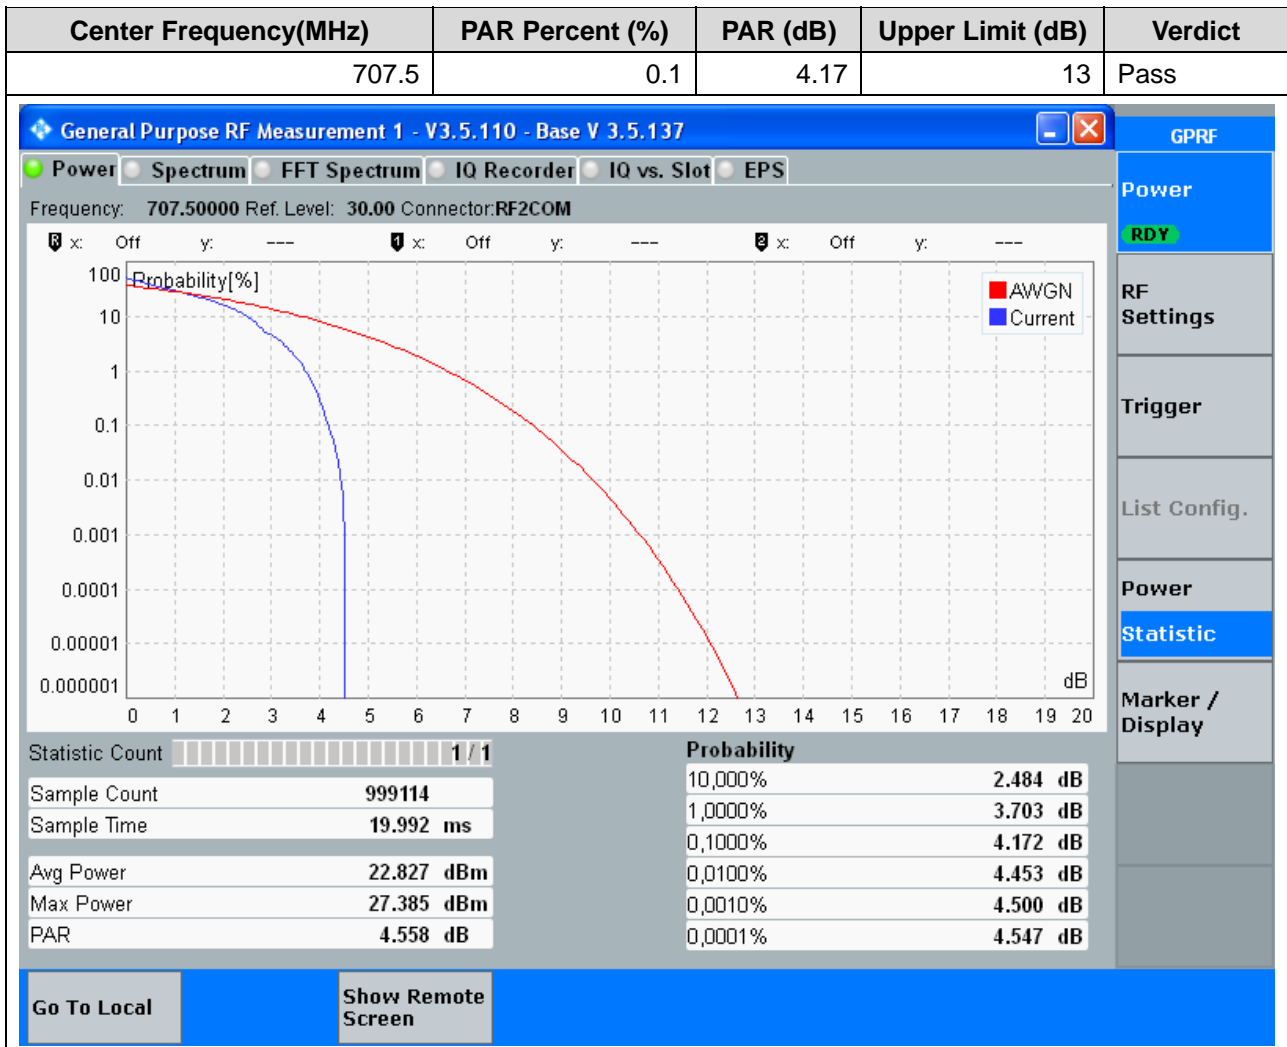 Center Frequency(MHz) PAR Percent (%) PAR (dB) Upper Limit (dB) Verdict
707.5 0.1 4.17 13 Pass
General Purpose RF Measurement 1 - V3.5.110 - Base V 3.5.137
GPRF
Power Spectrum FFT Spectrum IQ Recorder IQ vs. Slot EPS
Frequency: 707.50000 Ref. Level: 30.00 Connector:RF2COM
R x: Off y: --- 1 x: Off y: --- 2 x: Off y: ---
Probability[%]
AWGN
Current
100
10
1
0.1
0.01
0.001
0.0001
0.00001
0.000001
dB
0 1 2 3 4 5 6 7 8 9 10 11 12 13 14 15 16 17 18 19 20
Statistic Count 1 / 1
Sample Count 999114
Sample Time 19.992 ms
Avg Power 22.827 dBm
Max Power 27.385 dBm
PAR 4.558 dB
Probability
10,000% 2.484 dB
1,0000% 3.703 dB
0,1000% 4.172 dB
0,0100% 4.453 dB
0,0010% 4.500 dB
0,0001% 4.547 dB
Power
RDY
RF
Settings
Trigger
List Config.
Power
Statistic
Marker /
Display
Go To Local
Show Remote
Screen